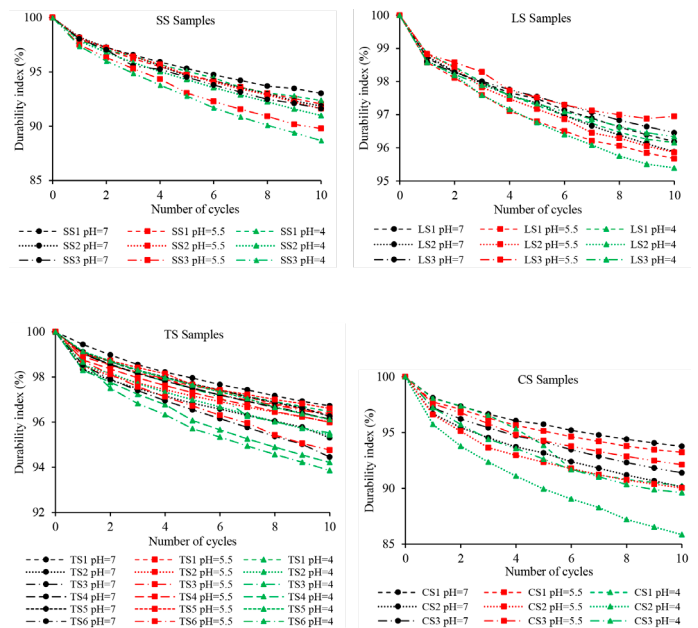 SS Samples
100
95
90
85
Durability index (%)
0 2 4 6 8 10
Number of cycles
SS1 pH=7 SS1 pH=5.5 SS1 pH=4
SS2 pH=7 SS2 pH=5.5 SS2 pH=4
SS3 pH=7 SS3 pH=5.5 SS3 pH=4
LS Samples
100
99
98
97
96
95
Durability index (%)
0 2 4 6 8 10
Number of cycles
LS1 pH=7 LS1 pH=5.5 LS1 pH=4
LS2 pH=7 LS2 pH=5.5 LS2 pH=4
LS3 pH=7 LS3 pH=5.5 LS3 pH=4
TS Samples
100
98
96
94
92
Durability index (%)
0 2 4 6 8 10
Number of cycles
TS1 pH=7 TS1 pH=5.5 TS1 pH=4
TS2 pH=7 TS2 pH=5.5 TS2 pH=4
TS3 pH=7 TS3 pH=5.5 TS3 pH=4
TS4 pH=7 TS4 pH=5.5 TS4 pH=4
TS5 pH=7 TS5 pH=5.5 TS5 pH=4
TS6 pH=7 TS6 pH=5.5 TS6 pH=4
CS Samples
100
95
90
85
Durability index (%)
0 2 4 6 8 10
Number of cycles
CS1 pH=7 CS1 pH=5.5 CS1 pH=4
CS2 pH=7 CS2 pH=5.5 CS2 pH=4
CS3 pH=7 CS3 pH=5.5 CS3 pH=4